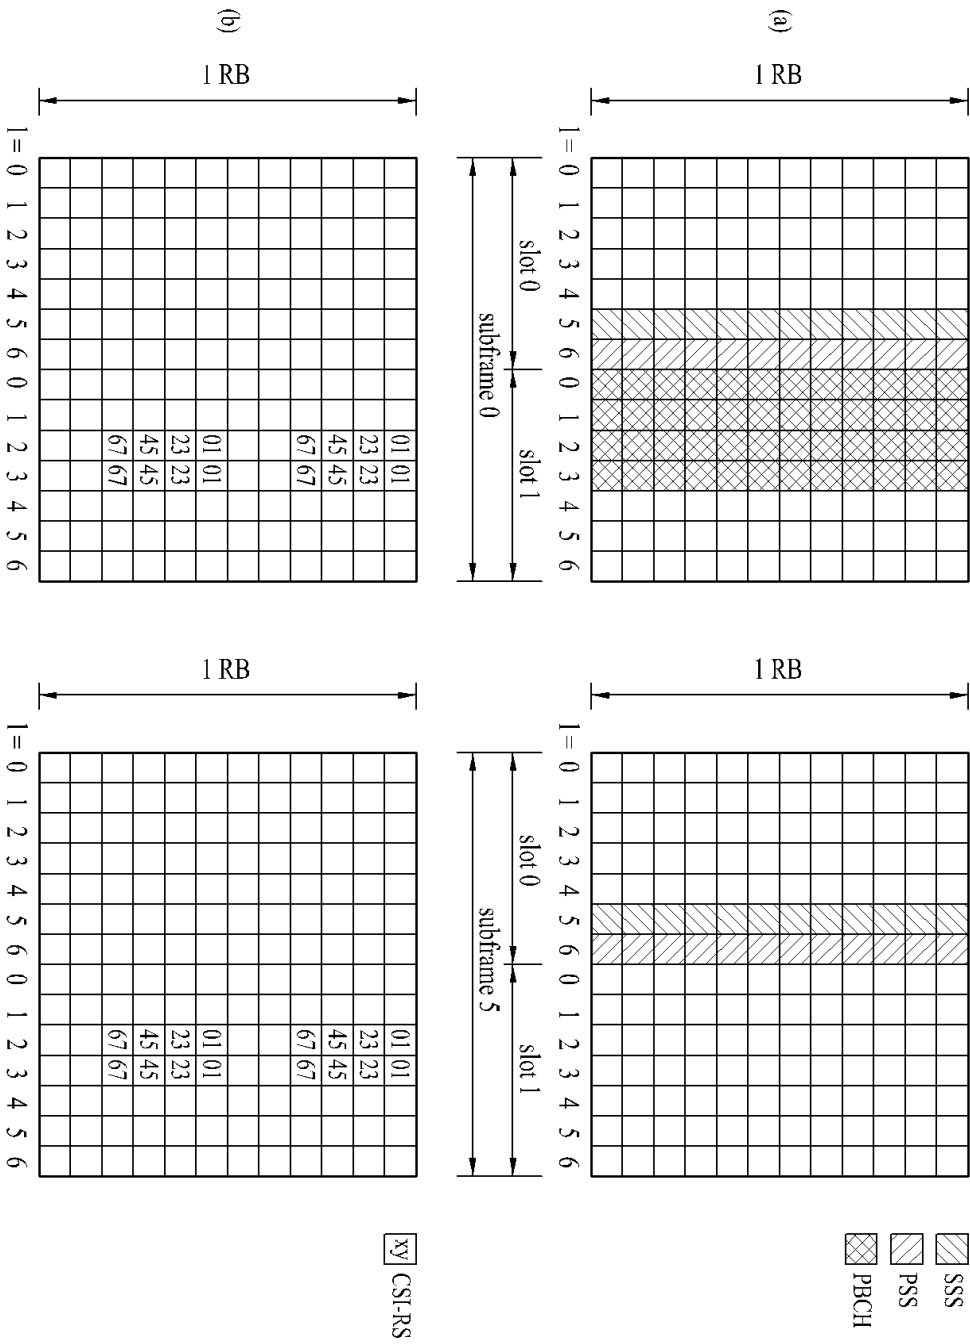 (a)
1 RB
1 RB
SSS
PSS
PBCH
l = 0 1 2 3 4 5 6 0 1 2 3 4 5 6
l = 0 1 2 3 4 5 6 0 1 2 3 4 5 6
slot 0
slot 1
slot 0
slot 1
subframe 0
subframe 5
(b)
1 RB
1 RB
01 01
23 23
45 45
67 67
01 01
23 23
45 45
67 67
01 01
23 23
45 45
67 67
01 01
23 23
45 45
67 67
xy CSI-RS
l = 0 1 2 3 4 5 6 0 1 2 3 4 5 6
l = 0 1 2 3 4 5 6 0 1 2 3 4 5 6